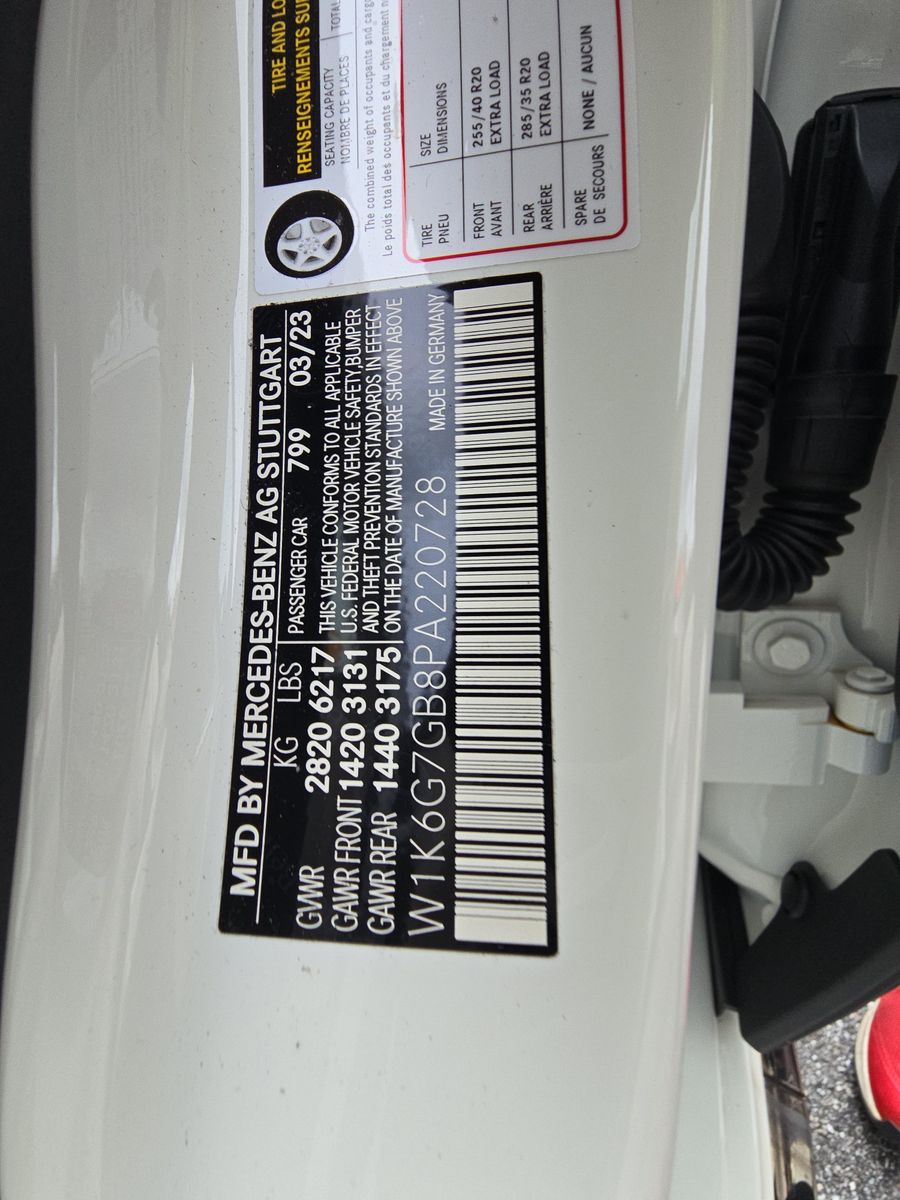 MFD BY MERCEDES-BENZ AG STUTTGART
KG LBS PASSENGER CAR 799 03/23
GVWR 2820 6217
GAWR FRONT 1420 3131
GAWR REAR 1440 3175
THIS VEHICLE CONFORMS TO ALL APPLICABLE
U.S. FEDERAL MOTOR VEHICLE SAFETY,BUMPER
AND THEFT PREVENTION STANDARDS IN EFFECT
ON THE DATE OF MANUFACTURE SHOWN ABOVE
W1K6G7GB8PA220728 MADE IN GERMANY
TIRE AND
RENSEIGNEMENTS
SEATING CAPACITY
NOMBRE DE PLACES
TOTAL
The combined weight of occupants and
Le poids total des occupants et du chargement
TIRE SIZE
PNEU DIMENSIONS
FRONT 255/40 R20
AVANT EXTRA LOAD
REAR 285/35 R20
ARRIÈRE EXTRA LOAD
SPARE NONE / AUCUN
DE SECOURS